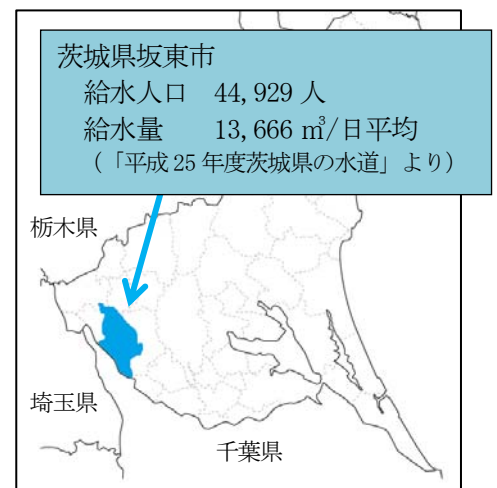 茨城県坂東市
給水人口 44,929 人
給水量 13,666 ㎥/日平均
（「平成 25 年度茨城県の水道」より）
栃木県
埼玉県
千葉県